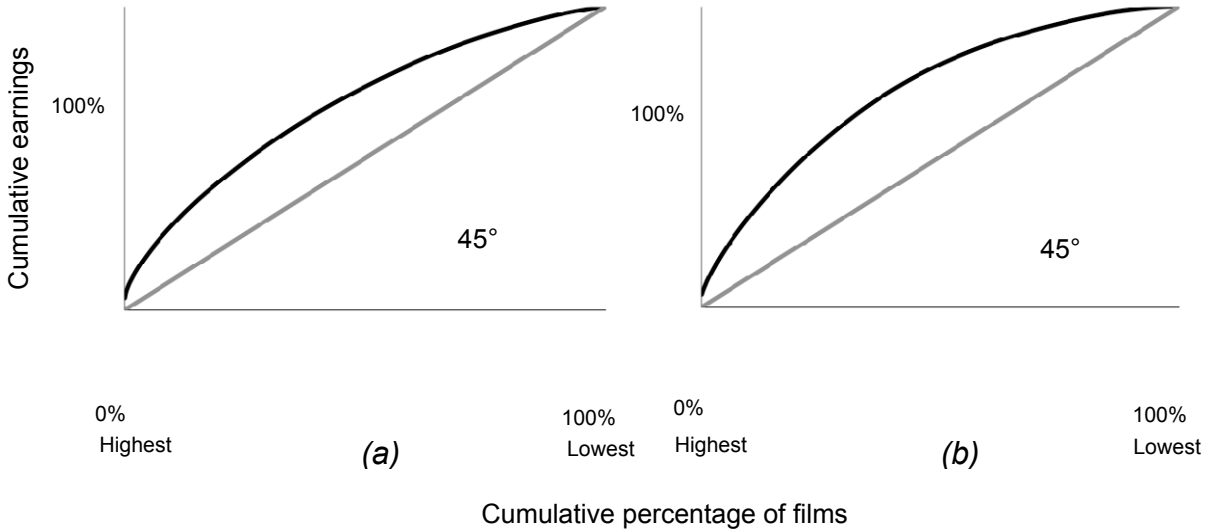 Cumulative earnings
100%
45°
0%
Highest
100%
Lowest
(a)
100%
45°
0%
Highest
100%
Lowest
(b)
Cumulative percentage of films